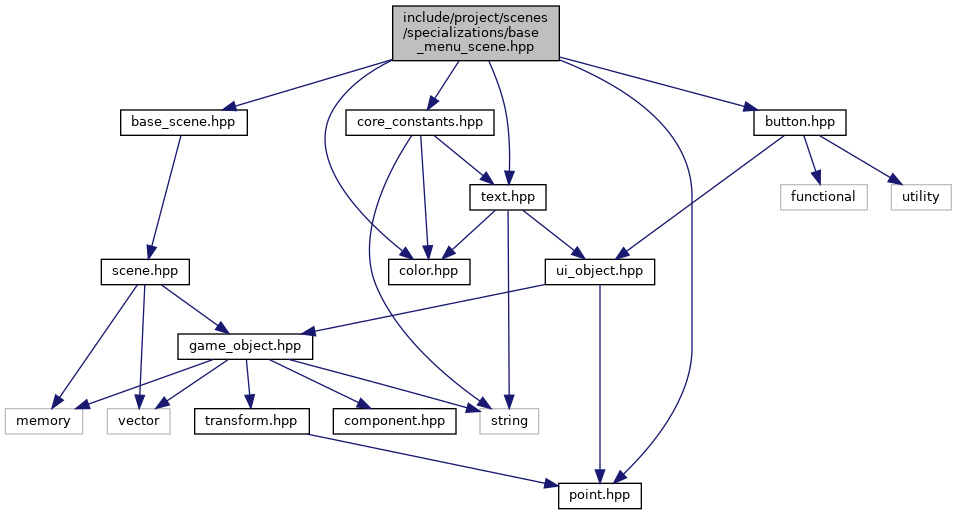 include/project/scenes
/specializations/base
_menu_scene.hpp
base_scene.hpp
core_constants.hpp
button.hpp
text.hpp
functional
utility
scene.hpp
color.hpp
ui_object.hpp
game_object.hpp
memory
vector
transform.hpp
component.hpp
string
point.hpp